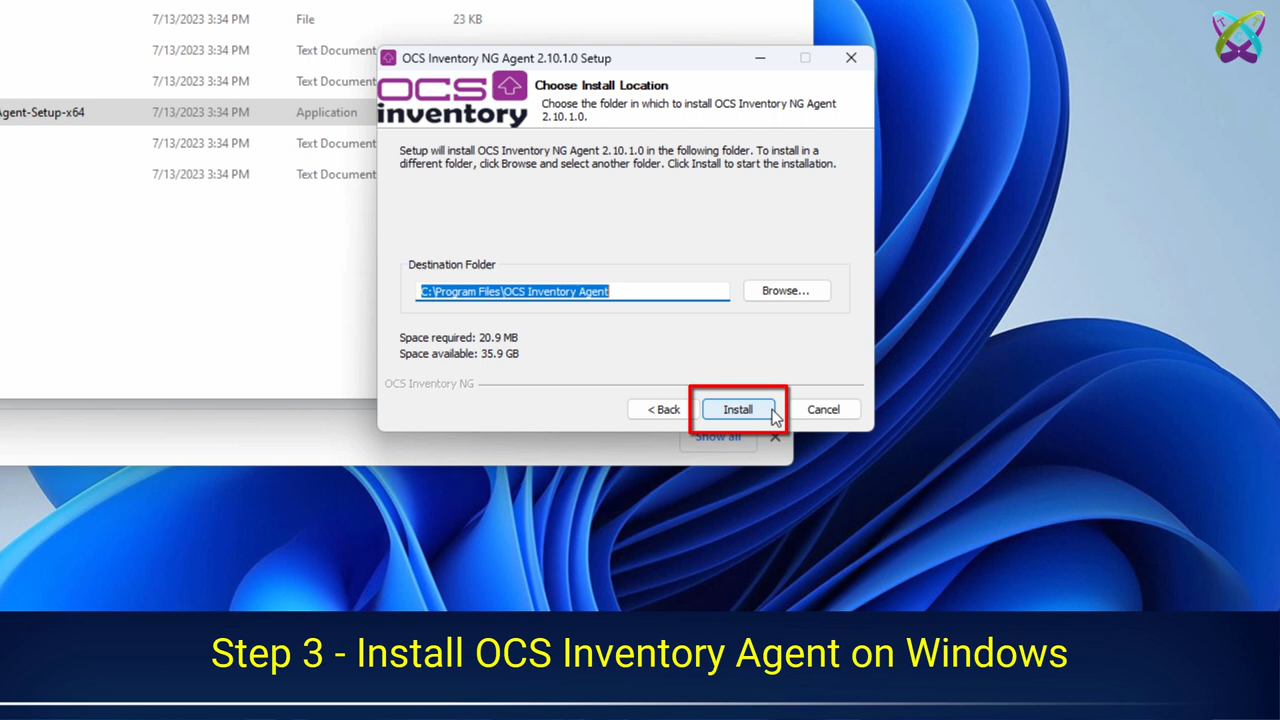 7/13/2023 3:34 PM File 23 KB
7/13/2023 3:34 PM Text Document
7/13/2023 3:34 PM Text Document
Agent-Setup-x64 7/13/2023 3:34 PM Application
7/13/2023 3:34 PM Text Document
7/13/2023 3:34 PM Text Document
OCS Inventory NG Agent 2.10.1.0 Setup
OCS
inventory
Choose Install Location
Choose the folder in which to install OCS Inventory NG Agent
2.10.1.0.
Setup will install OCS Inventory NG Agent 2.10.1.0 in the following folder. To install in a
different folder, click Browse and select another folder. Click Install to start the installation.
Destination Folder
C:\Program Files\OCS Inventory Agent
Browse...
Space required: 20.9 MB
Space available: 35.9 GB
OCS Inventory NG
< Back Install Cancel
Show all
Step 3 - Install OCS Inventory Agent on Windows